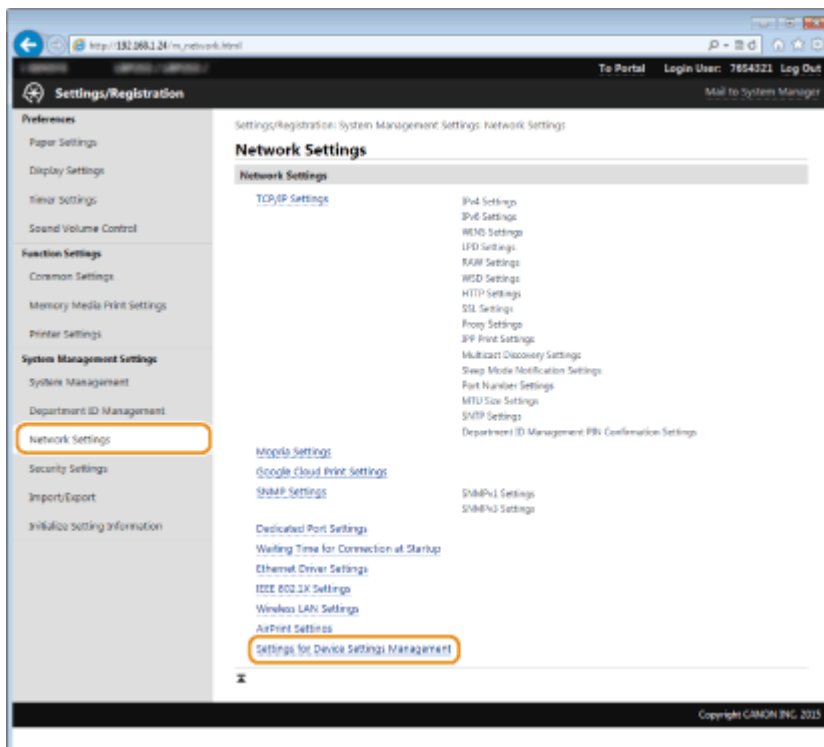 http://192.168.1.24/m_network.html
To Portal Login User: 7654321 Log Out
Settings/Registration
Mail to System Manager
Preferences
Paper Settings
Display Settings
Timer Settings
Sound Volume Control
Function Settings
Common Settings
Memory Media Print Settings
Printer Settings
System Management Settings
System Management
Department ID Management
Network Settings
Security Settings
Import/Export
Initialize Setting Information
Settings/Registration: System Management Settings: Network Settings
Network Settings
Network Settings
TCP/IP Settings
IPv4 Settings
IPv6 Settings
WINS Settings
LPD Settings
RAW Settings
WSD Settings
HTTP Settings
SSL Settings
Proxy Settings
IPP Print Settings
Multicast Discovery Settings
Sleep Mode Notification Settings
Port Number Settings
MTU Size Settings
SNTP Settings
Department ID Management PIN Confirmation Settings
Mopria Settings
Google Cloud Print Settings
SNMP Settings
SNMPv1 Settings
SNMPv3 Settings
Dedicated Port Settings
Waiting Time for Connection at Startup
Ethernet Driver Settings
IEEE 802.1X Settings
Wireless LAN Settings
AirPrint Settings
Settings for Device Settings Management
Copyright CANON INC. 2015